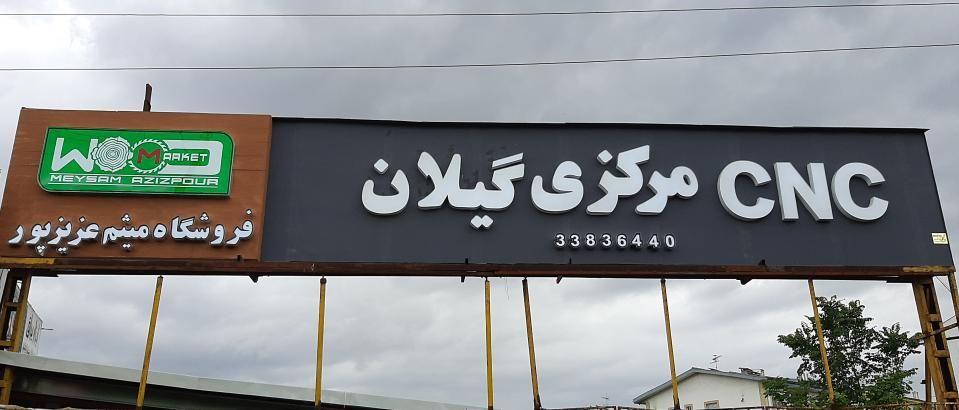 CNC مرکزی گیلان
33836440
WOOD MARKET
MEYSAM AZIZPOUR
فروشگاه میثم عزیزپور